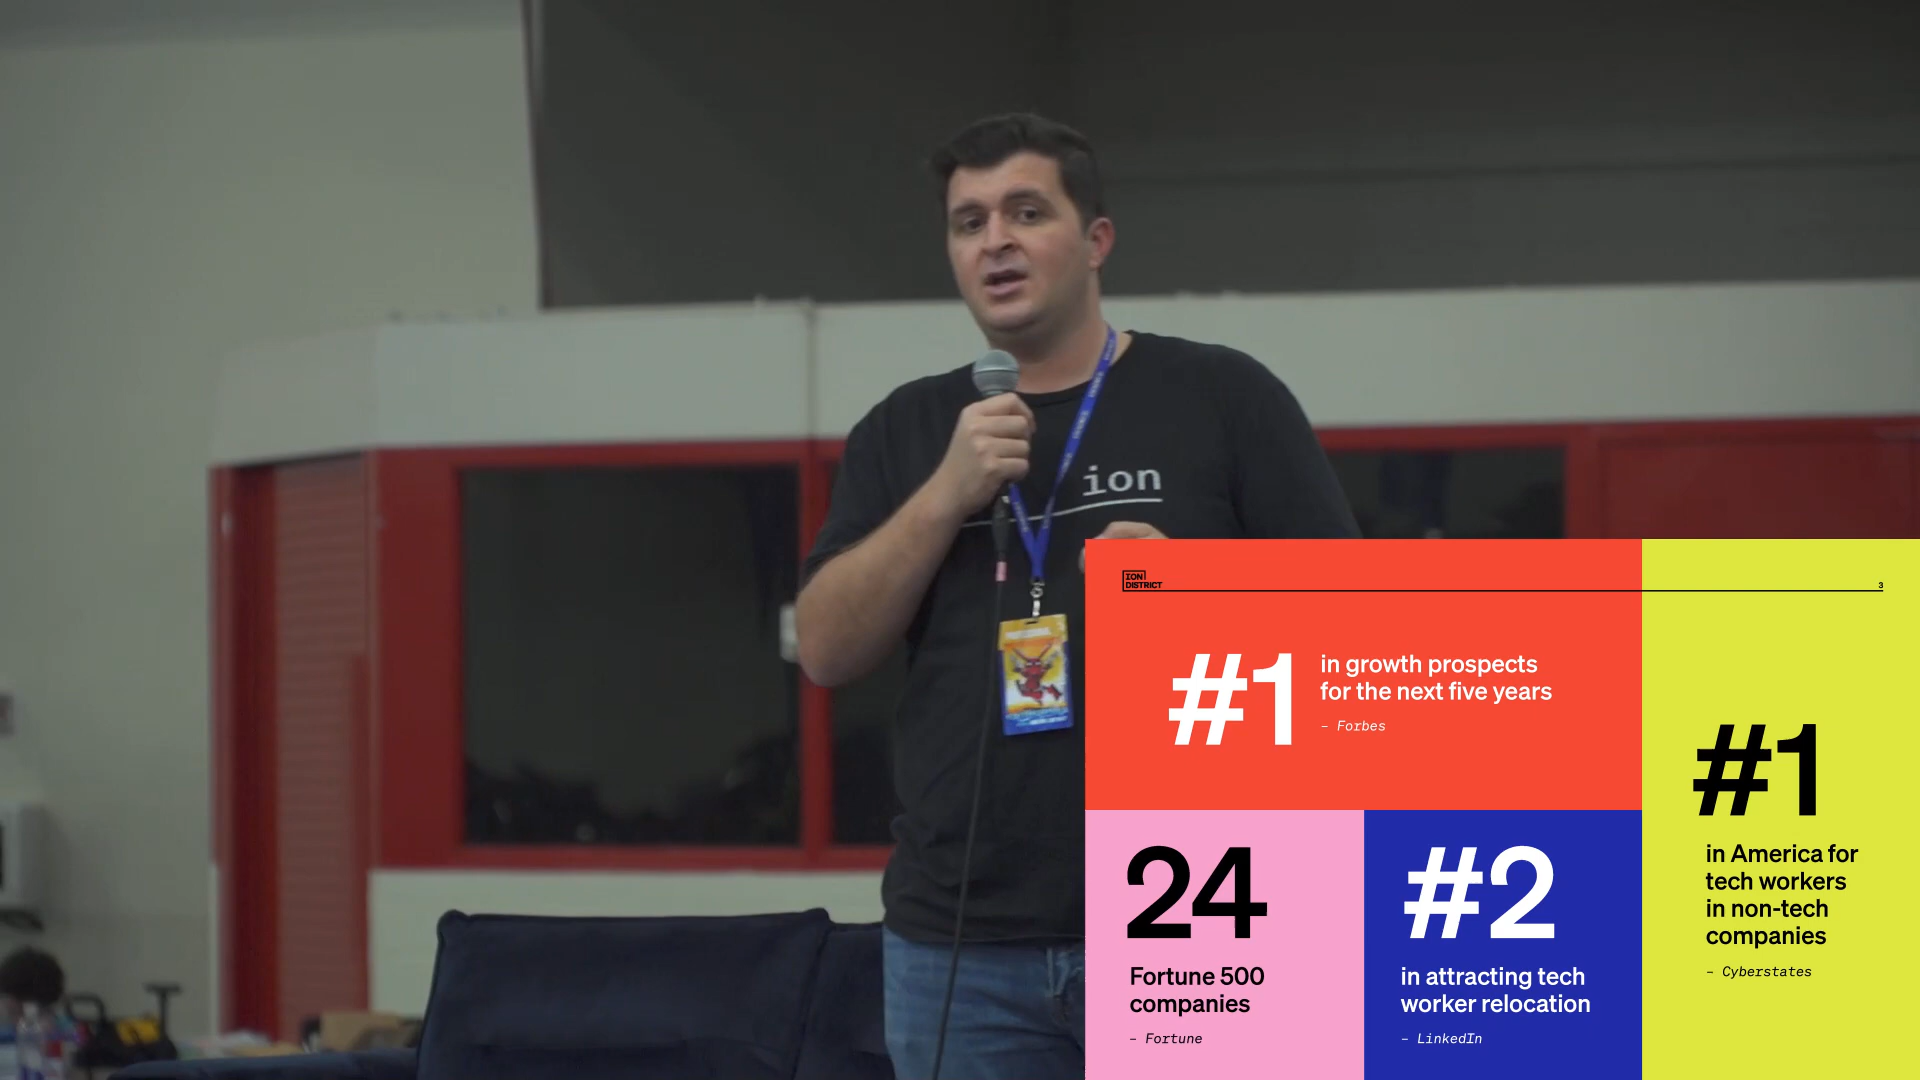 ion
ION
DISTRICT
3
#1
in growth prospects
for the next five years
– Forbes
24
Fortune 500
companies
– Fortune
#2
in attracting tech
worker relocation
– LinkedIn
#1
in America for
tech workers
in non-tech
companies
– Cyberstates